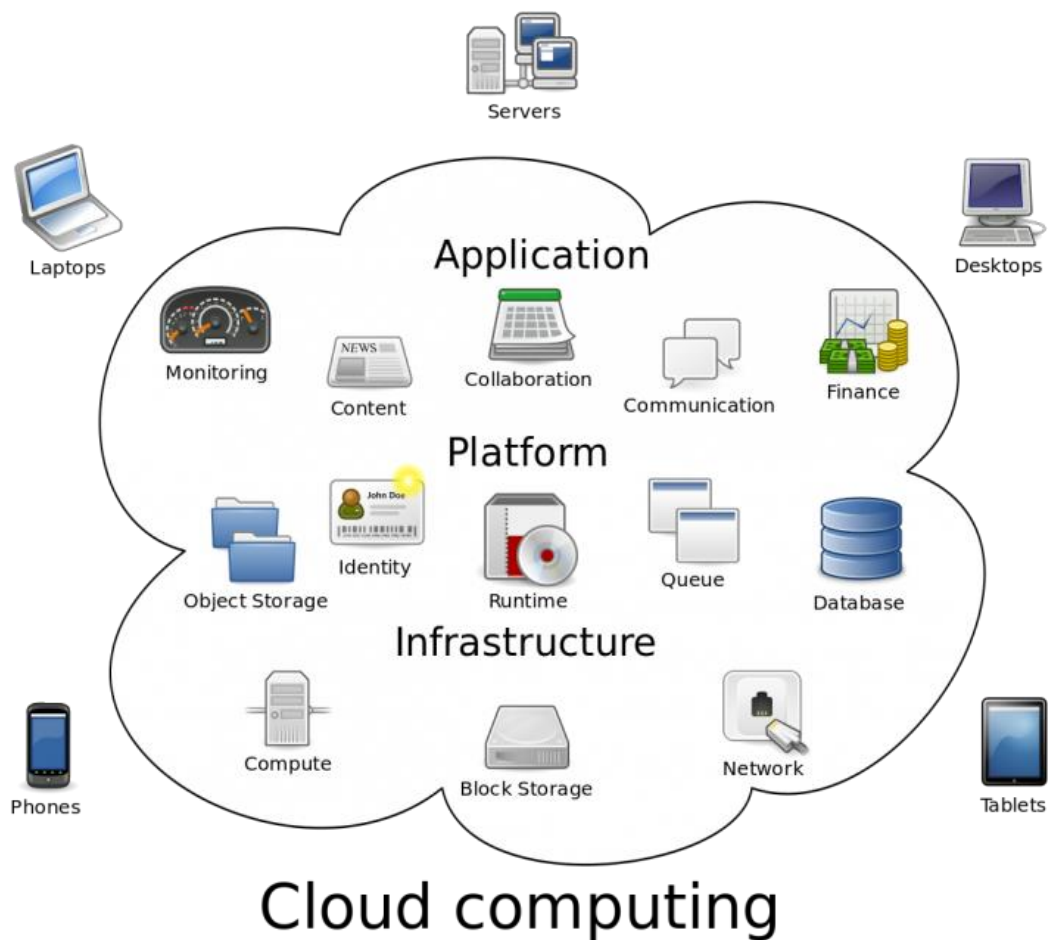 Servers
Laptops
Desktops
Application
Monitoring
NEWS
Content
Collaboration
Communication
Finance
Platform
John Doe
Object Storage
Identity
Runtime
Queue
Database
Infrastructure
Compute
Block Storage
Network
Phones
Tablets
Cloud computing